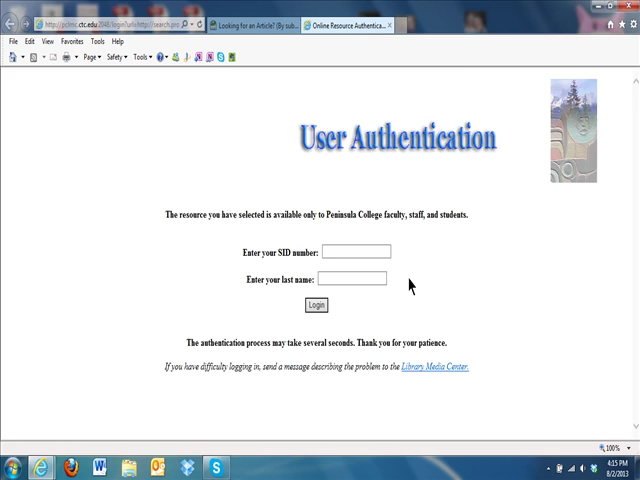 http://pclmc.ctc.edu:2048/login?url=http://search.pro
Looking for an Article? (By sub...
Online Resource Authentica...
File Edit View Favorites Tools Help
Page Safety Tools
User Authentication
The resource you have selected is available only to Peninsula College faculty, staff, and students.
Enter your SID number:
Enter your last name:
Login
The authentication process may take several seconds. Thank you for your patience.
If you have difficulty logging in, send a message describing the problem to the Library Media Center.
100%
4:15 PM
8/2/2013